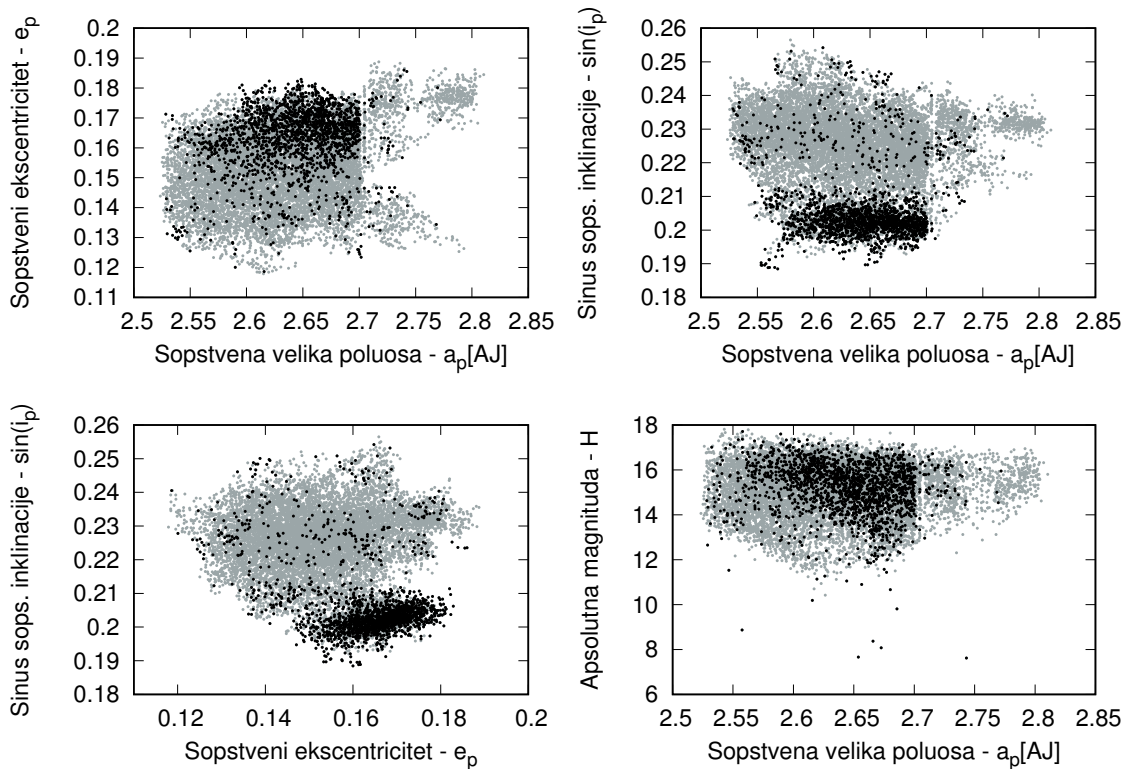 Sopstveni ekscentricitet - e_p
0.2
0.19
0.18
0.17
0.16
0.15
0.14
0.13
0.12
0.11
2.5 2.55 2.6 2.65 2.7 2.75 2.8 2.85
Sopstvena velika poluosa - a_p[AJ]
Sinus sops. inklinacije - sin(i_p)
0.26
0.25
0.24
0.23
0.22
0.21
0.2
0.19
0.18
2.5 2.55 2.6 2.65 2.7 2.75 2.8 2.85
Sopstvena velika poluosa - a_p[AJ]
Sinus sops. inklinacije - sin(i_p)
0.26
0.25
0.24
0.23
0.22
0.21
0.2
0.19
0.18
0.12 0.14 0.16 0.18 0.2
Sopstveni ekscentricitet - e_p
Apsolutna magnituda - H
18
16
14
12
10
8
6
2.5 2.55 2.6 2.65 2.7 2.75 2.8 2.85
Sopstvena velika poluosa - a_p[AJ]